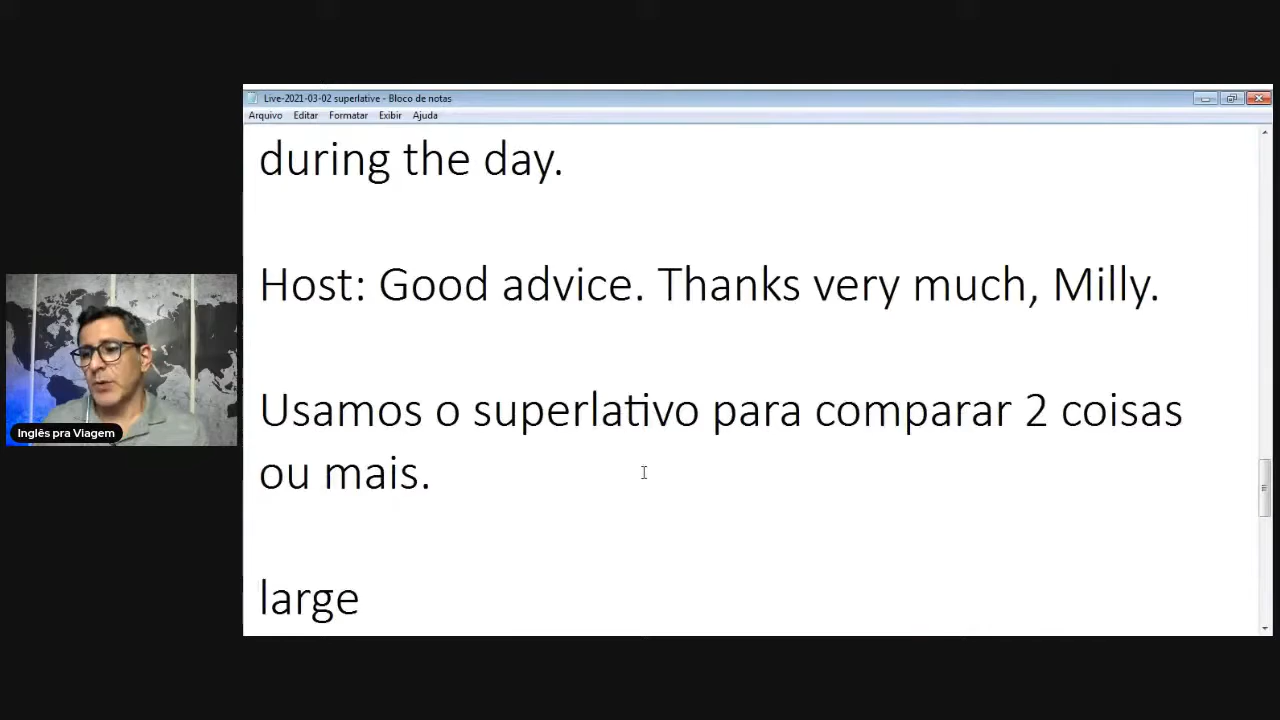 Live-2021-03-02 superlative - Bloco de notas
Arquivo Editar Formatar Exibir Ajuda
during the day.
Host: Good advice. Thanks very much, Milly.
Usamos o superlativo para comparar 2 coisas
ou mais.
large
Inglês pra Viagem